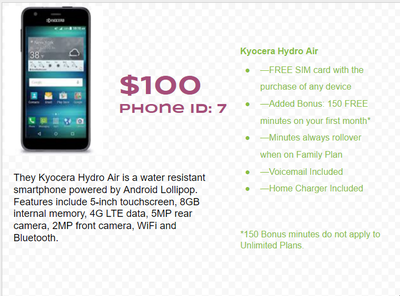 KYOCERA
38°
$100
Phone ID: 7
They Kyocera Hydro Air is a water resistant
smartphone powered by Android Lollipop.
Features include 5-inch touchscreen, 8GB
internal memory, 4G LTE data, 5MP rear
camera, 2MP front camera, WiFi and
Bluetooth.
Kyocera Hydro Air
● —FREE SIM card with the
purchase of any device
● —Added Bonus: 150 FREE
minutes on your first month*
● —Minutes always rollover
when on Family Plan
● —Voicemail Included
● —Home Charger Included
*150 Bonus minutes do not apply to
Unlimited Plans.